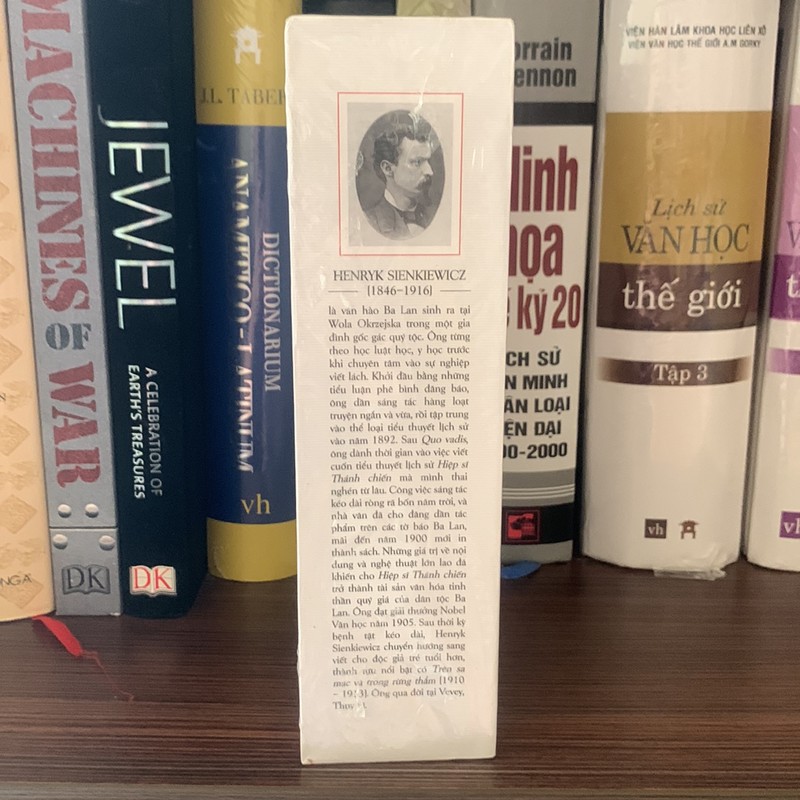 MACHINES OF WAR
DK
JEWEL
A CELEBRATION OF
EARTH'S TREASURES
DK
J.L. TABER
DICTIONARIUM
ANAMITICO-LATINUM
vh
HENRYK SIENKIEWICZ
[1846–1916]
là văn hào Ba Lan sinh ra tại
Wola Okrzejska trong một gia
đình gốc gác quý tộc. Ông từng
theo học luật học, y học trước
khi chuyên tâm vào sự nghiệp
viết lách. Khởi đầu bằng những
tiểu luận phê bình đăng báo,
ông dần sáng tác hàng loạt
truyện ngắn và vừa, rồi tập trung
vào thể loại tiểu thuyết lịch sử
vào năm 1892. Sau Quo vadis,
ông dành thời gian vào việc viết
cuốn tiểu thuyết lịch sử Hiệp sĩ
Thánh chiến mà mình thai
nghén từ lâu. Công việc sáng tác
kéo dài ròng rã bốn năm trời, và
nhà văn đã cho đăng dần tác
phẩm trên các tờ báo Ba Lan,
mãi đến năm 1900 mới in
thành sách. Những giá trị về nội
dung và nghệ thuật lớn lao đã
khiến cho Hiệp sĩ Thánh chiến
trở thành tài sản văn hóa tinh
thần quý giá của dân tộc Ba
Lan. Ông đạt giải thưởng Nobel
Văn học năm 1905. Sau thời kỳ
bệnh tật kéo dài, Henryk
Sienkiewicz chuyển hướng sang
viết cho độc giả trẻ tuổi hơn,
thành tựu nổi bật có Trên sa
mạc và trong rừng thẳm [1910
– 1913]. Ông qua đời tại Vevey,
rrain
ennon
linh
họa
kỷ 20
CH SỬ
N MINH
ÂN LOẠI
ỆN ĐẠI
00-2000
VIỆN HÀN LÂM KHOA HỌC LIÊN XÔ
VIỆN VĂN HỌC THẾ GIỚI A.M GORKY
Lịch sử
VĂN HỌC
thế giới
Tập 3
vh
vh